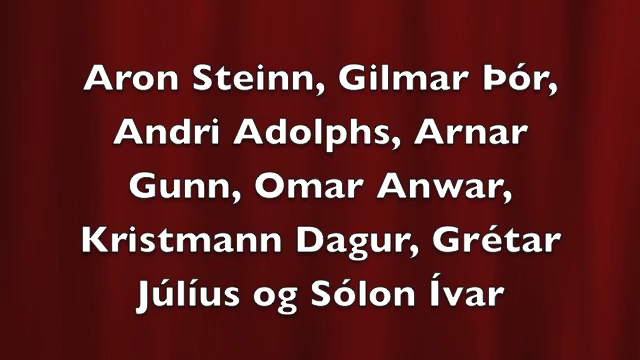 Aron Steinn, Gilmar Þór,
Andri Adolphs, Arnar
Gunn, Omar Anwar,
Kristmann Dagur, Grétar
Júlíus og Sólon Ívar